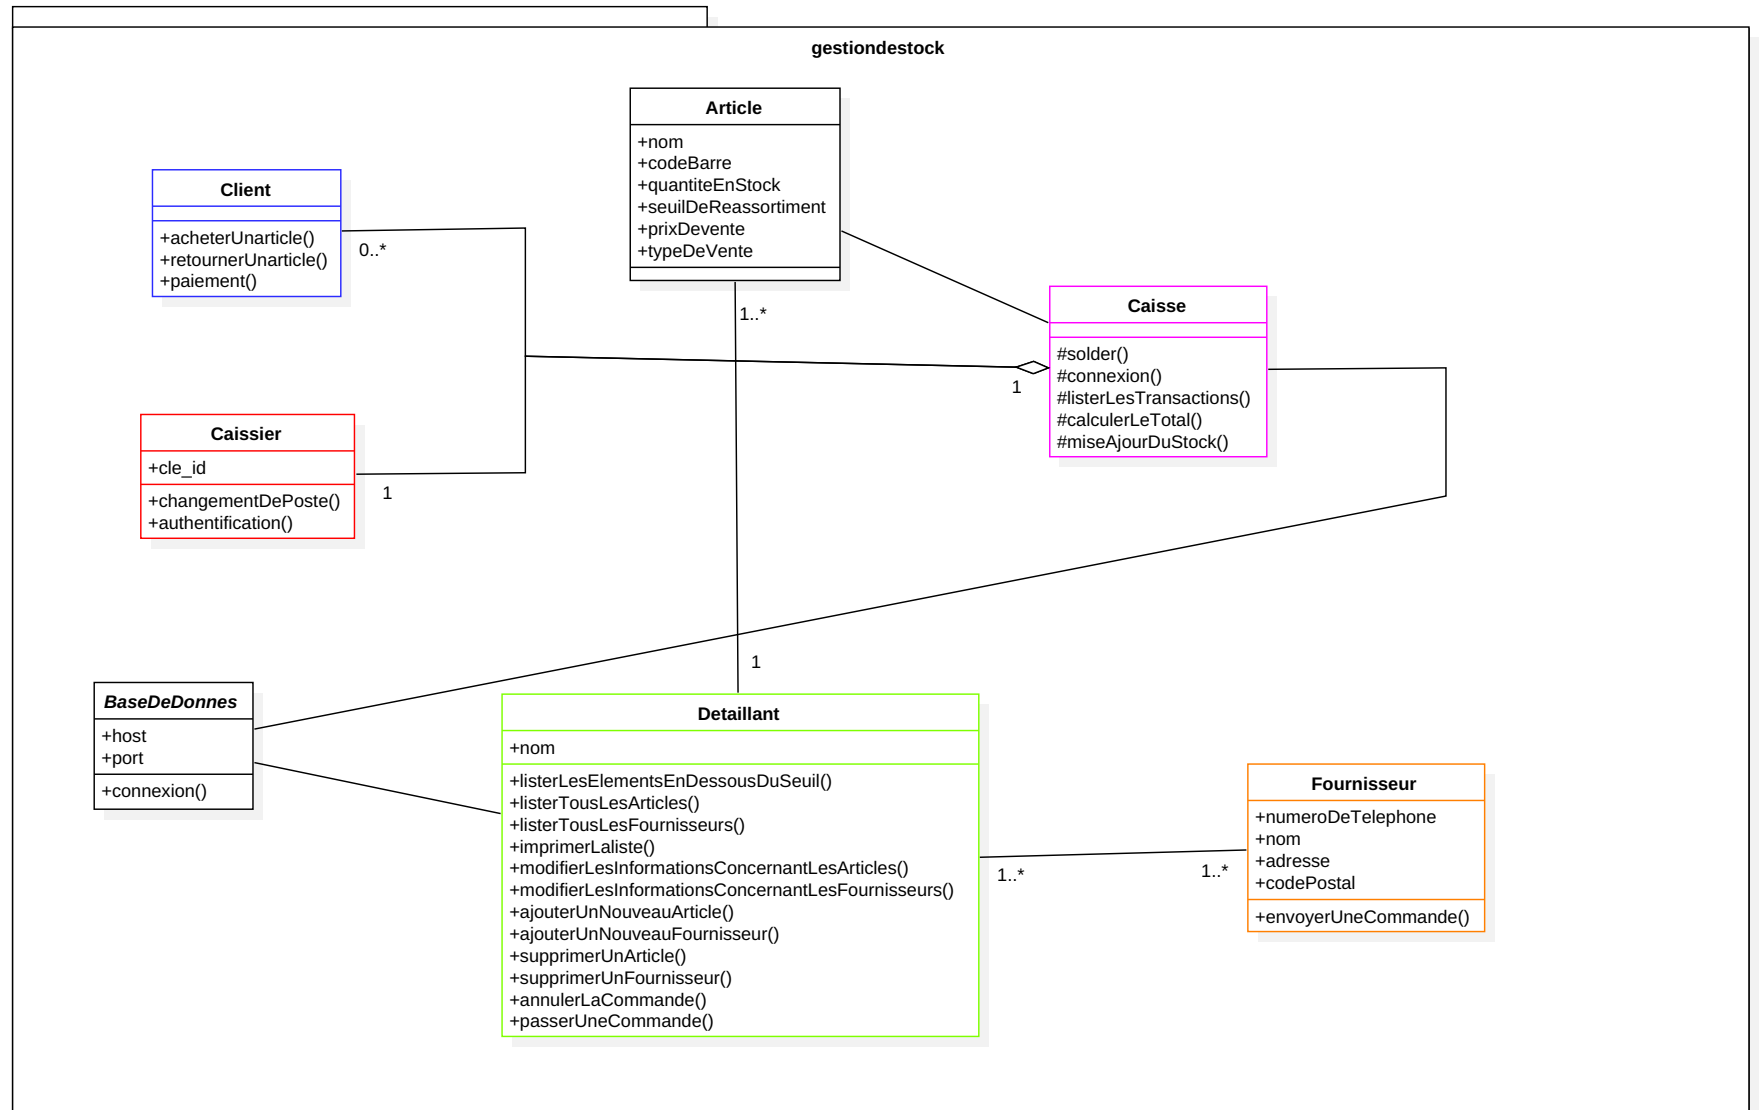 gestiondestock
Article
+nom
+codeBarre
+quantiteEnStock
+seuilDeReassortiment
+prixDevente
+typeDeVente
1..*
Client
+acheterUnarticle()
+retournerUnarticle()
+paiement()
0..*
Caisse
#solder()
#connexion()
#listerLesTransactions()
#calculerLeTotal()
#miseAjourDuStock()
1
Caissier
+cle_id
+changementDePoste()
+authentification()
1
1
BaseDeDonnes
+host
+port
+connexion()
Detaillant
+nom
+listerLesElementsEnDessousDuSeuil()
+listerTousLesArticles()
+listerTousLesFournisseurs()
+imprimerLaliste()
+modifierLesInformationsConcernantLesArticles()
+modifierLesInformationsConcernantLesFournisseurs()
+ajouterUnNouveauArticle()
+ajouterUnNouveauFournisseur()
+supprimerUnArticle()
+supprimerUnFournisseur()
+annulerLaCommande()
+passerUneCommande()
1..*
1..*
Fournisseur
+numeroDeTelephone
+nom
+adresse
+codePostal
+envoyerUneCommande()